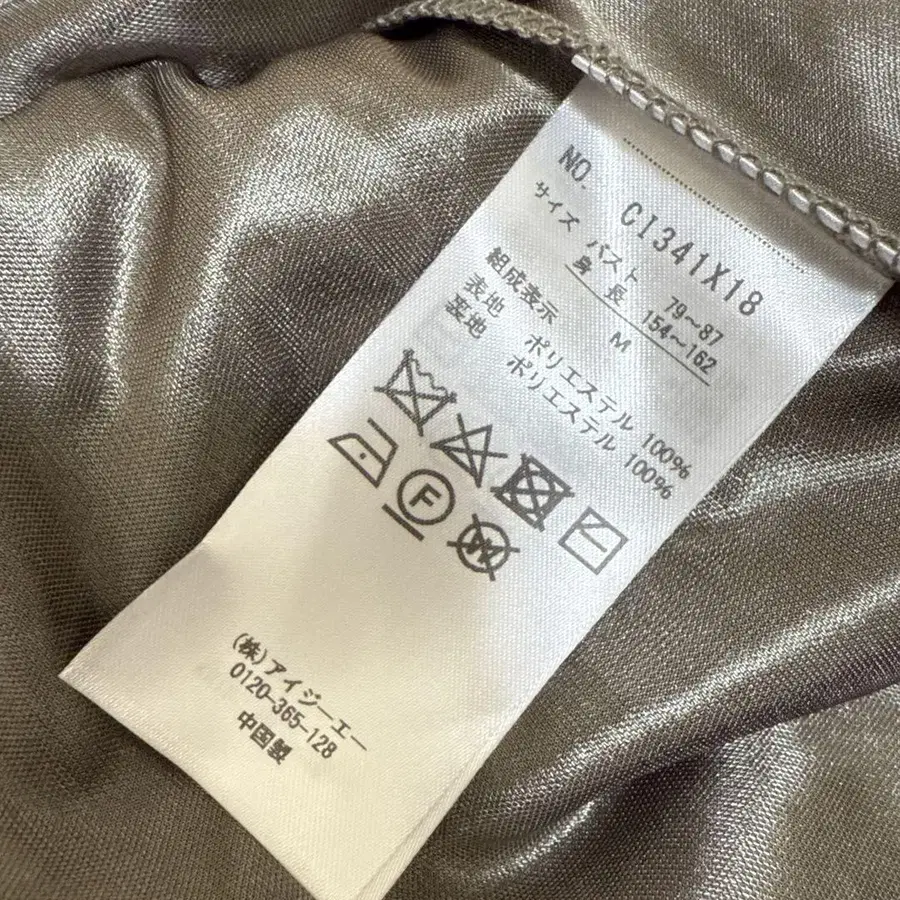 NO. CI341X18
サイズ バスト 79～87
身長 154～162
M
組成表示
表地 ポリエステル 100%
裏地 ポリエステル 100%
F
W
(株)アイジーエー
0120-365-128
中国製